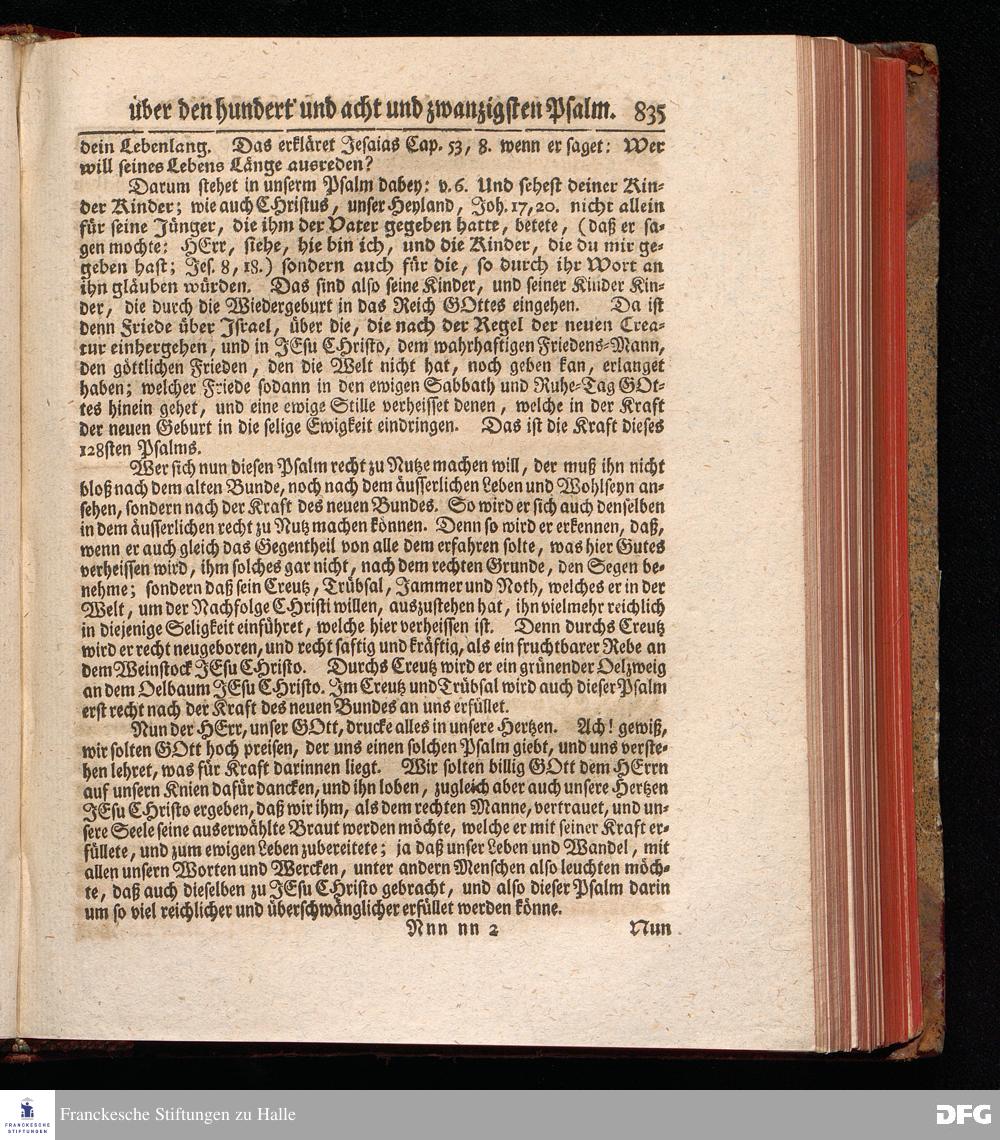 über den hundert und acht und zwanzigsten Psalm. 835
dein Lebenlang. Das erkläret Jesaias Cap. 53, 8. wenn er saget: Wer
will seines Lebens Länge ausreden?
Darum stehet in unserm Psalm dabey: v. 6. Und sehest deiner Kin-
der Kinder; wie auch CHristus, unser Heyland, Joh. 17, 20. nicht allein
für seine Jünger, die ihm der Vater gegeben hatte, betete, (daß er sa-
gen mochte: HErr, siehe, hie bin ich, und die Kinder, die du mir ge-
geben hast; Jes. 8, 18.) sondern auch für die, so durch ihr Wort an
ihn gläuben würden. Das sind also seine Kinder, und seiner Kinder Kin-
der, die durch die Wiedergeburt in das Reich GOttes eingehen. Da ist
denn Friede über Israel, über die, die nach der Regel der neuen Crea-
tur einhergehen, und in JEsu CHristo, dem wahrhaftigen Friedens-Mann,
den göttlichen Frieden, den die Welt nicht hat, noch geben kan, erlanget
haben; welcher Friede sodann in den ewigen Sabbath und Ruhe-Tag GOt-
tes hinein gehet, und eine ewige Stille verheisset denen, welche in der Kraft
der neuen Geburt in die selige Ewigkeit eindringen. Das ist die Kraft dieses
128sten Psalms.
Wer sich nun diesen Psalm recht zu Nutze machen will, der muß ihn nicht
bloß nach dem alten Bunde, noch nach dem äusserlichen Leben und Wohlseyn an-
sehen, sondern nach der Kraft des neuen Bundes. So wird er sich auch denselben
in dem äusserlichen recht zu Nutz machen können. Denn so wird er erkennen, daß,
wenn er auch gleich das Gegentheil von alle dem erfahren solte, was hier Gutes
verheissen wird, ihm solches gar nicht, nach dem rechten Grunde, den Segen be-
nehme; sondern daß sein Creutz, Trübsal, Jammer und Noth, welches er in der
Welt, um der Nachfolge CHristi willen, auszustehen hat, ihn vielmehr reichlich
in diejenige Seligkeit einführet, welche hier verheissen ist. Denn durchs Creutz
wird er recht neugeboren, und recht saftig und kräftig, als ein fruchtbarer Rebe an
dem Weinstock JEsu CHristo. Durchs Creutz wird er ein grünender Oelzweig
an dem Oelbaum JEsu CHristo. Im Creutz und Trübsal wird auch dieser Psalm
erst recht nach der Kraft des neuen Bundes an uns erfüllet.
Nun der HErr, unser GOtt, drucke alles in unsere Hertzen. Ach! gewiß,
wir solten GOtt hoch preisen, der uns einen solchen Psalm giebt, und uns verste-
hen lehret, was für Kraft darinnen liegt. Wir solten billig GOtt dem HErrn
auf unsern Knien dafür dancken, und ihn loben, zugleich aber auch unsere Hertzen
JEsu CHristo ergeben, daß wir ihm, als dem rechten Manne, vertrauet, und un-
sere Seele seine auserwählte Braut werden möchte, welche er mit seiner Kraft er-
füllete, und zum ewigen Leben zubereitete; ja daß unser Leben und Wandel, mit
allen unsern Worten und Wercken, unter andern Menschen also leuchten möch-
te, daß auch dieselben zu JEsu CHristo gebracht, und also dieser Psalm darin
um so viel reichlicher und überschwänglicher erfüllet werden könne.
Nnn nn 2 Nun
FRANCKESCHE
STIFTUNGEN
Franckesche Stiftungen zu Halle
DFG